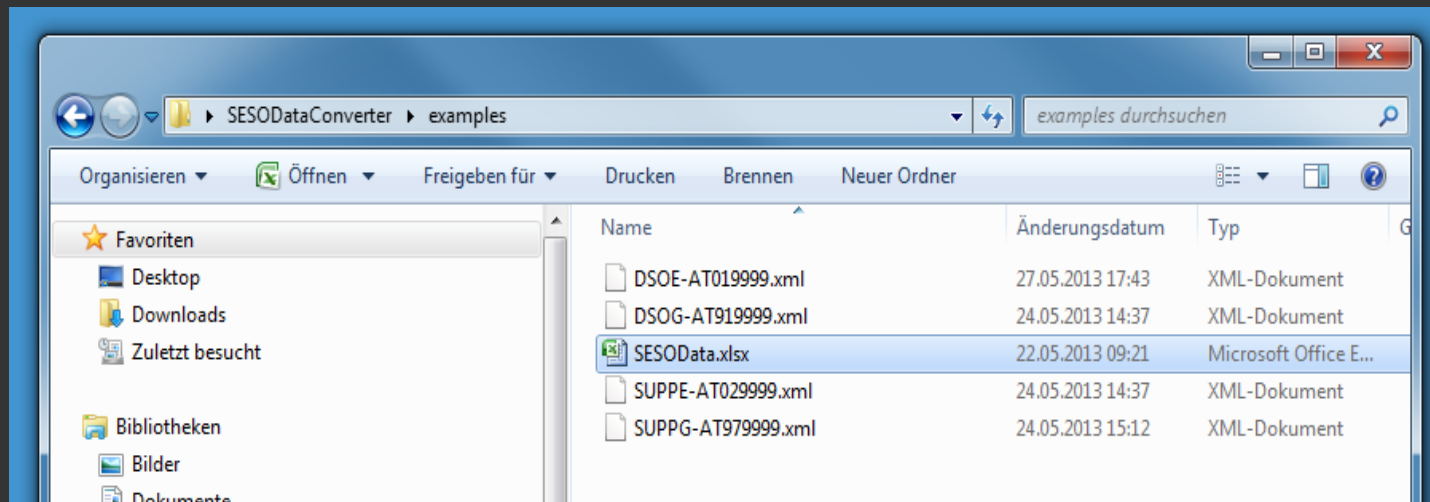 SESODataConverter examples
examples durchsuchen
Organisieren Öffnen Freigeben für Drucken Brennen Neuer Ordner
Favoriten
Desktop
Downloads
Zuletzt besucht
Bibliotheken
Bilder
Dokumente
Name Änderungsdatum Typ G
DSOE-AT019999.xml 27.05.2013 17:43 XML-Dokument
DSOG-AT919999.xml 24.05.2013 14:37 XML-Dokument
SESOData.xlsx 22.05.2013 09:21 Microsoft Office E...
SUPPE-AT029999.xml 24.05.2013 14:37 XML-Dokument
SUPPG-AT979999.xml 24.05.2013 15:12 XML-Dokument